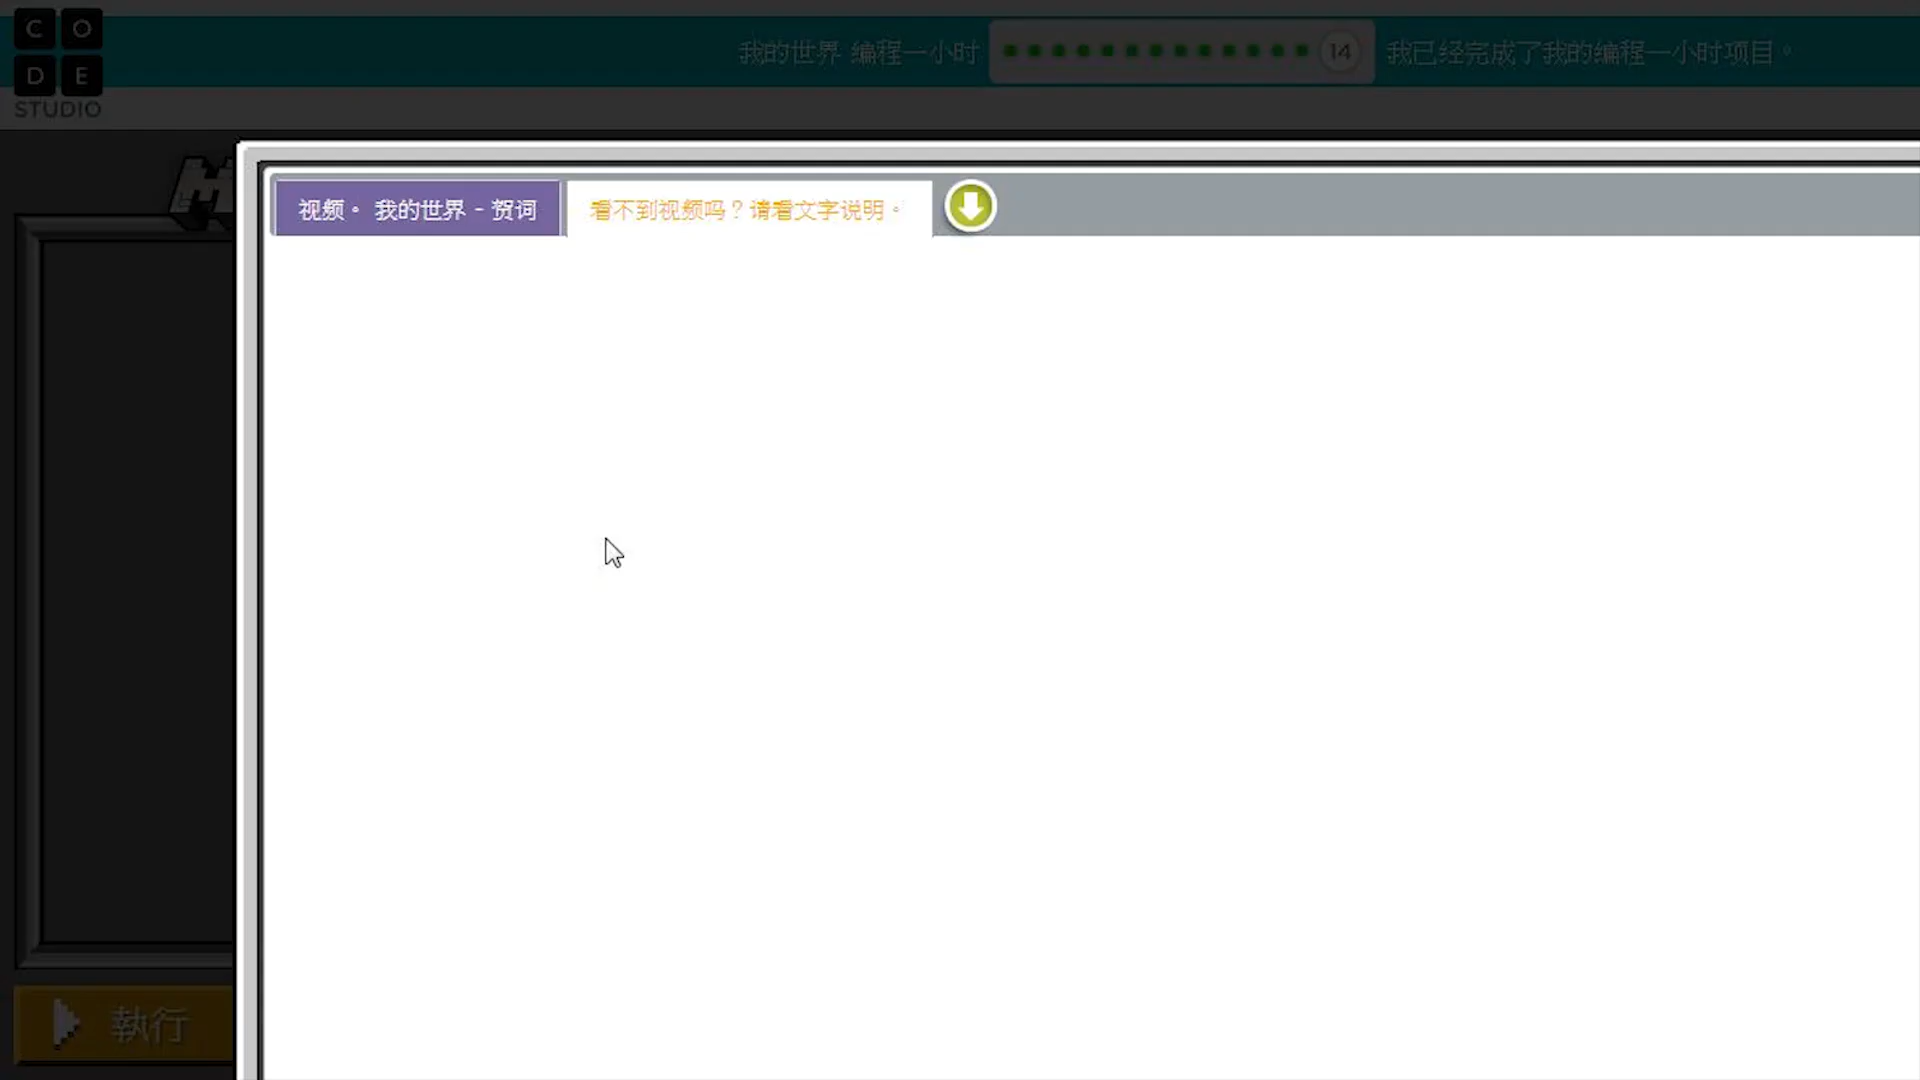 CODE STUDIO
我的世界 编程一小时
14
我已经完成了我的编程一小时项目。
视频。 我的世界 - 贺词
看不到视频吗？请看文字说明。
執行